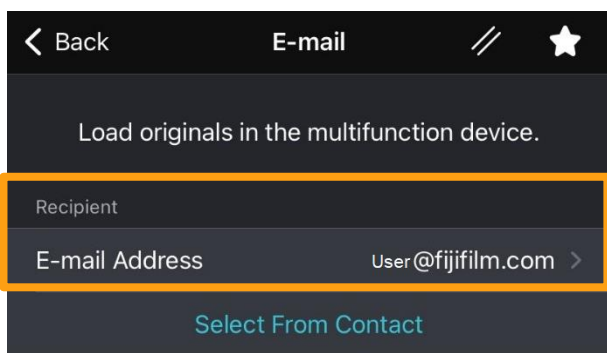 Back E-mail
Load originals in the multifunction device.
Recipient
E-mail Address User@fijifilm.com
Select From Contact